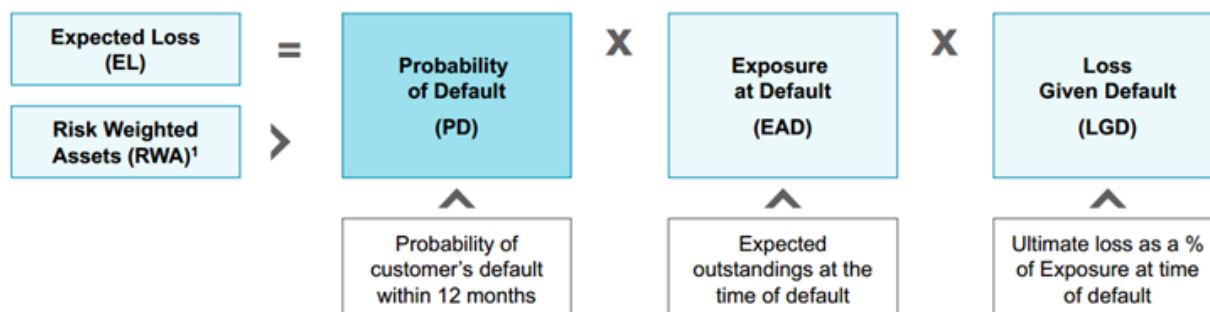 Expected Loss
(EL)
=
Probability
of Default
(PD)
x
Exposure
at Default
(EAD)
x
Loss
Given Default
(LGD)
Risk Weighted
Assets (RWA)¹
>
Probability of
customer's default
within 12 months
Expected
outstandings at the
time of default
Ultimate loss as a %
of Exposure at time
of default